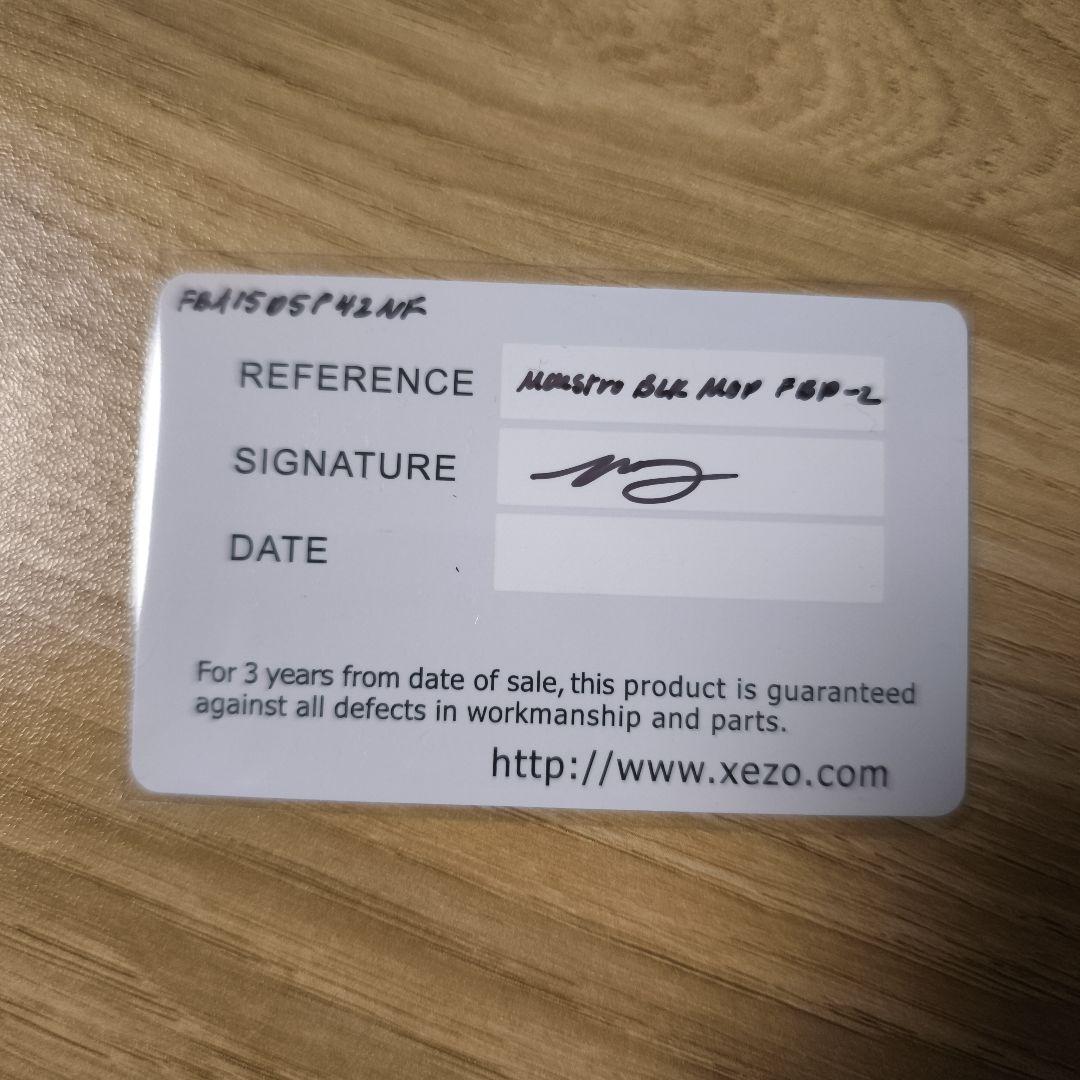 FBA1505P42NF
REFERENCE Maestro BLK MOP FBP-2
SIGNATURE
DATE
For 3 years from date of sale, this product is guaranteed
against all defects in workmanship and parts.
http://www.xezo.com